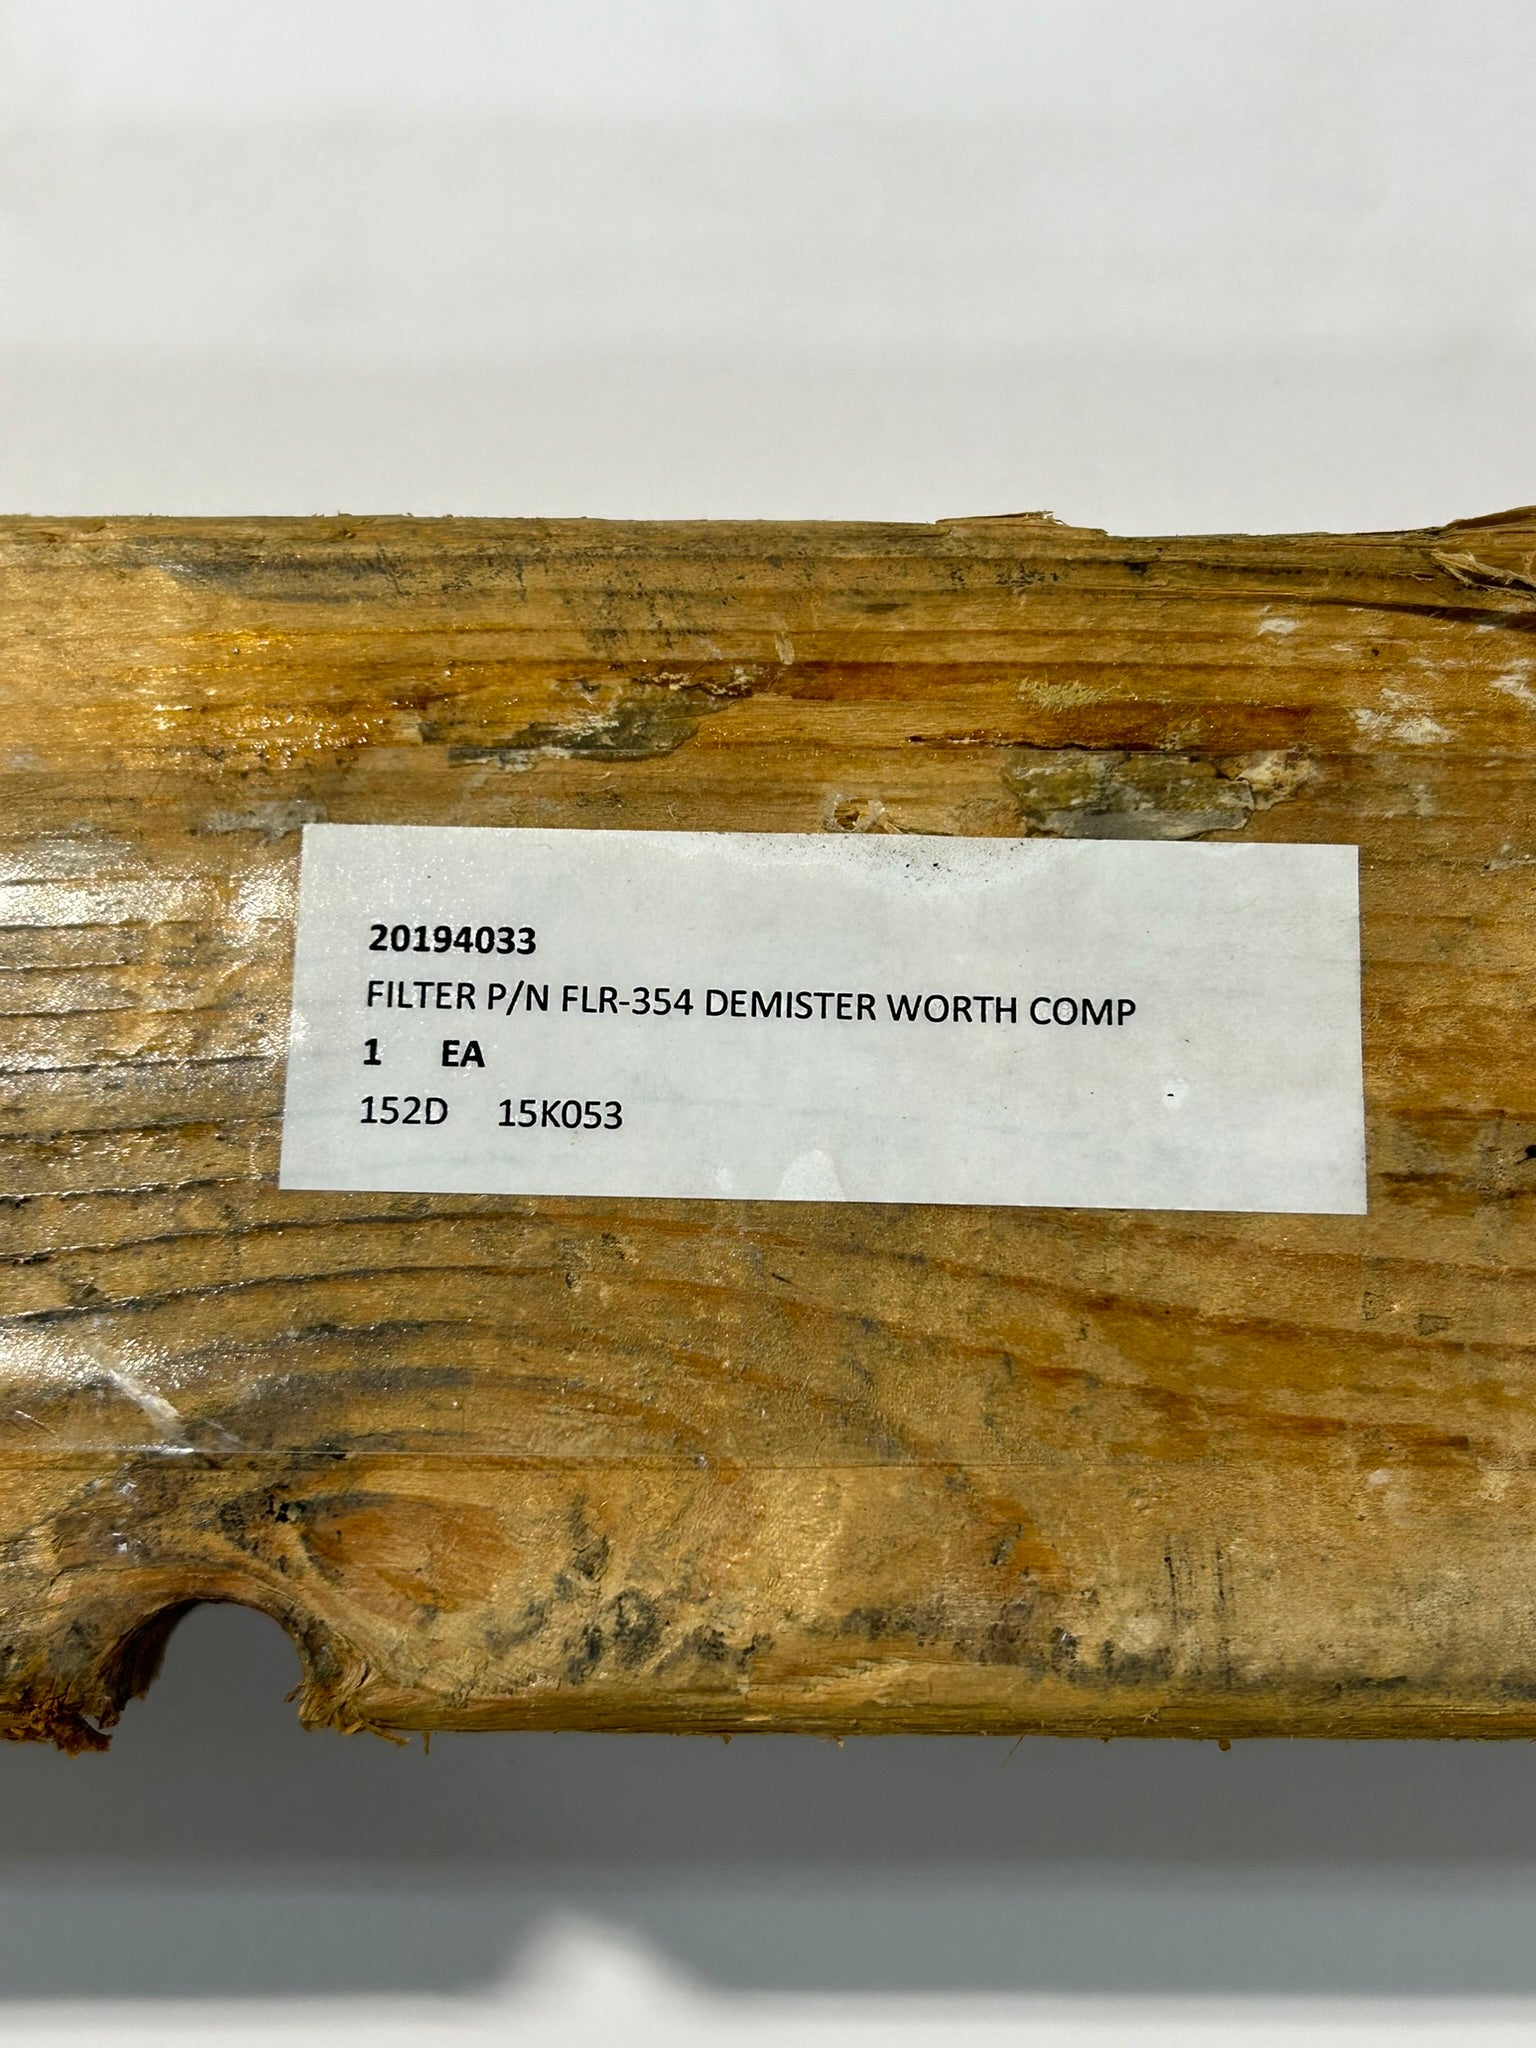 20194033
FILTER P/N FLR-354 DEMISTER WORTH COMP
1 EA
152D 15K053